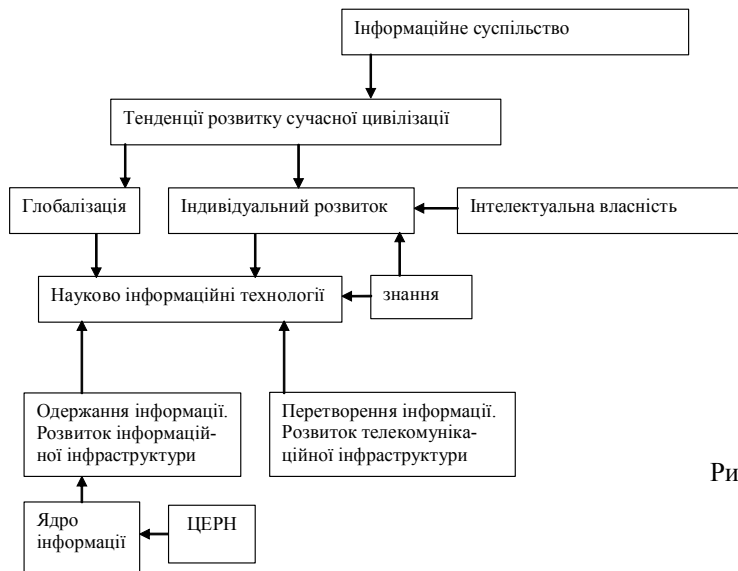 Інформаційне суспільство
Тенденції розвитку сучасної цивілізації
Глобалізація
Індивідуальний розвиток
Інтелектуальна власність
Науково інформаційні технології
знання
Одержання інформації.
Розвиток інформацій-
ної інфраструктури
Перетворення інформації.
Розвиток телекомуніка-
ційної інфраструктури
Ри
Ядро
інформації
ЦЕРН